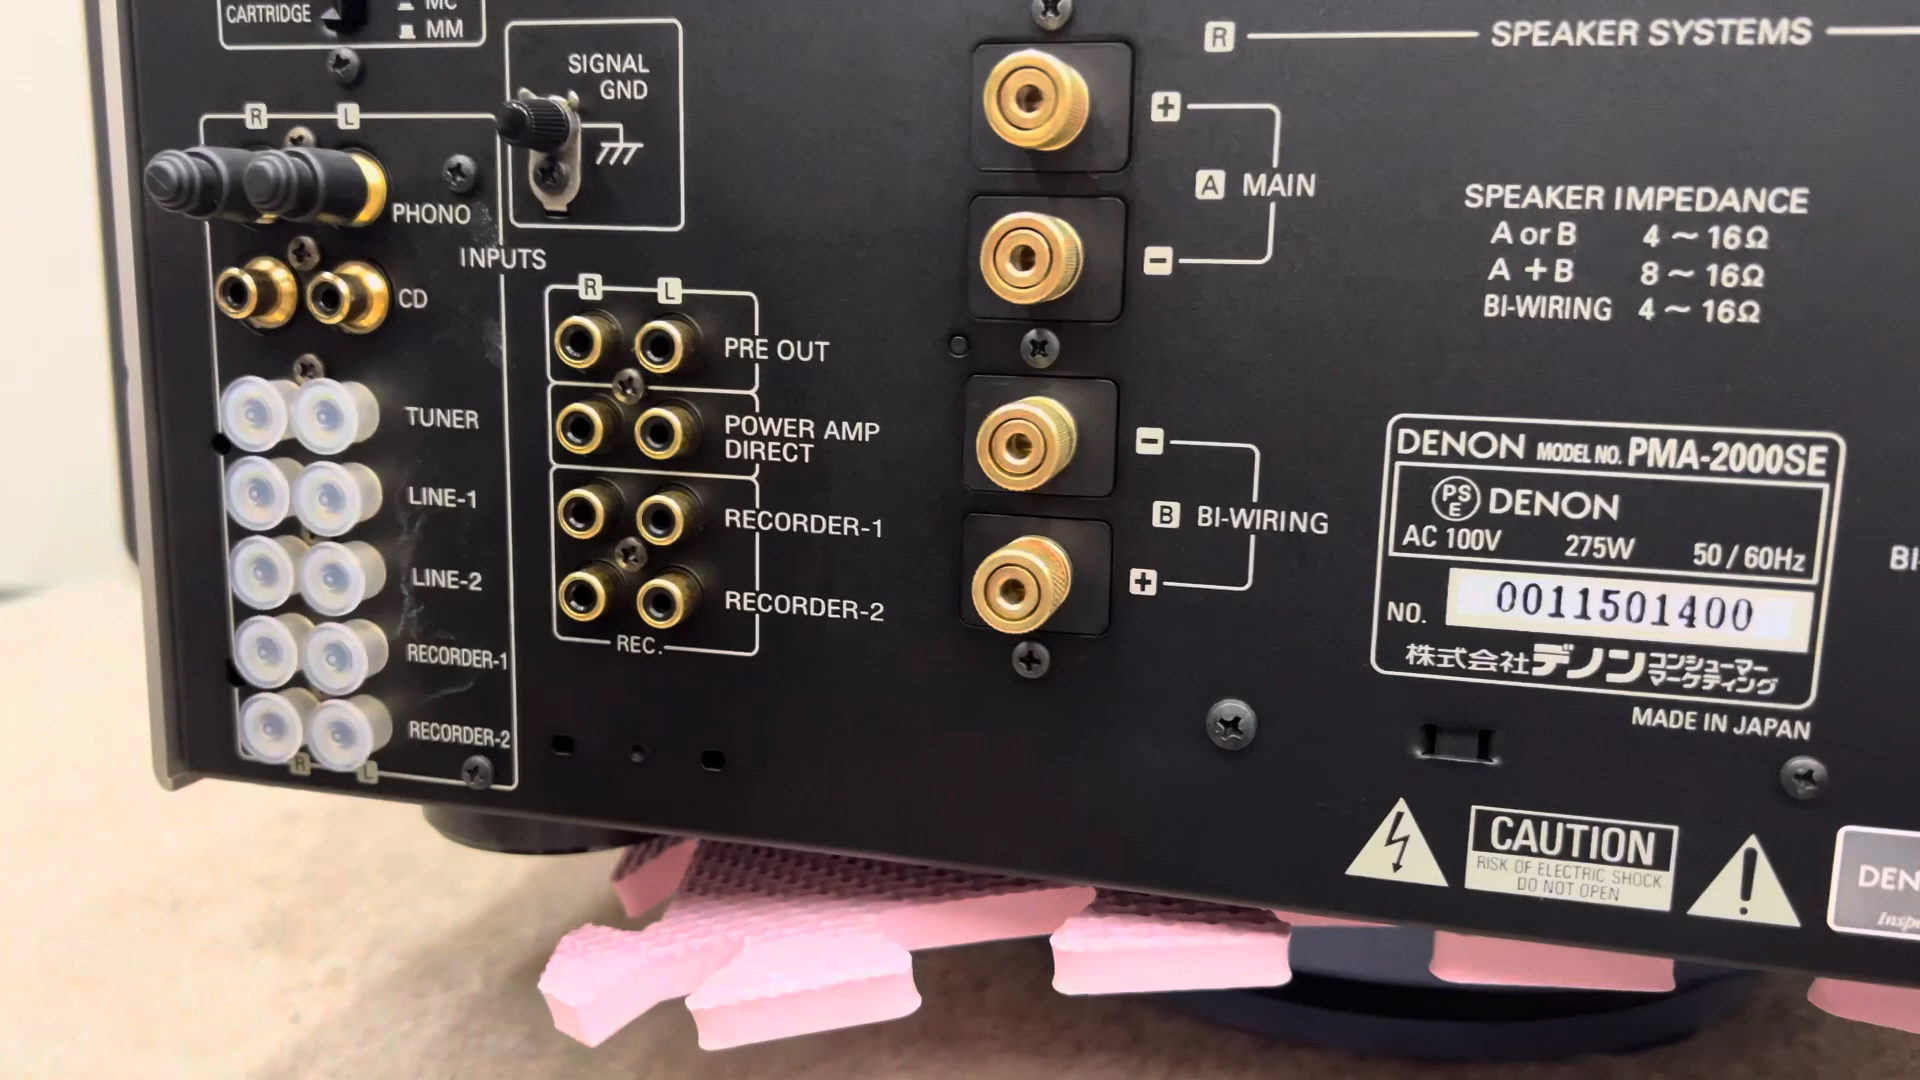 CARTRIDGE
MC
MM
SIGNAL
GND
R L
PHONO
INPUTS
CD
TUNER
LINE-1
LINE-2
RECORDER-1
RECORDER-2
R L
R L
PRE OUT
POWER AMP
DIRECT
RECORDER-1
RECORDER-2
REC.
R SPEAKER SYSTEMS
+
A MAIN
-
-
B BI-WIRING
+
SPEAKER IMPEDANCE
A or B 4 ~ 16Ω
A + B 8 ~ 16Ω
BI-WIRING 4 ~ 16Ω
DENON MODEL NO. PMA-2000SE
PS
E
DENON
AC 100V 275W 50 / 60Hz
NO. 0011501400
株式会社デノン コンシューマー
マーケティング
MADE IN JAPAN
CAUTION
RISK OF ELECTRIC SHOCK
DO NOT OPEN
BI-
DEN
Inspe